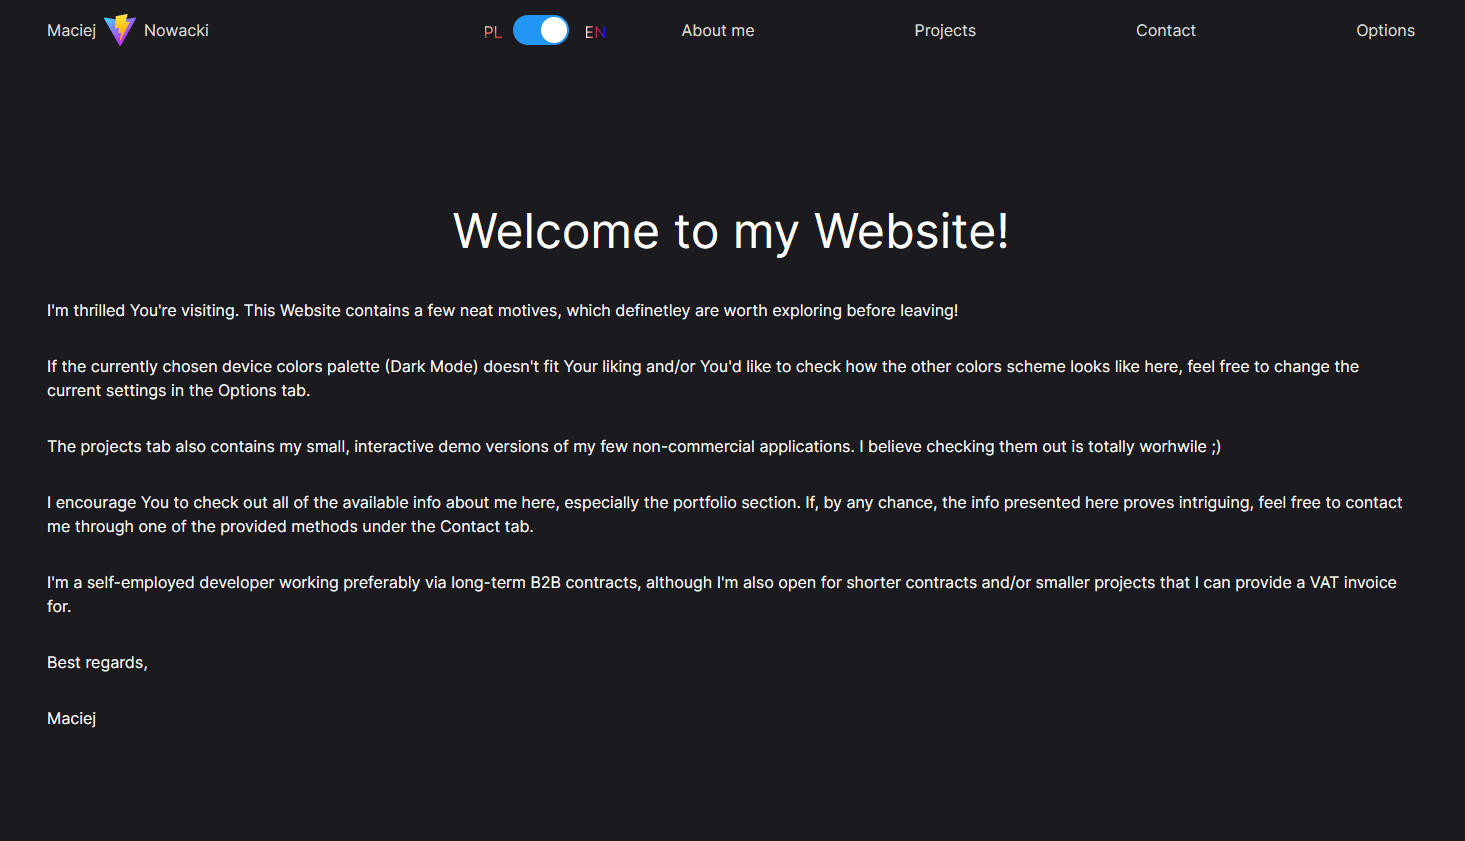 Maciej Nowacki PL EN About me Projects Contact Options
Welcome to my Website!
I'm thrilled You're visiting. This Website contains a few neat motives, which definetley are worth exploring before leaving!
If the currently chosen device colors palette (Dark Mode) doesn't fit Your liking and/or You'd like to check how the other colors scheme looks like here, feel free to change the
current settings in the Options tab.
The projects tab also contains my small, interactive demo versions of my few non-commercial applications. I believe checking them out is totally worhwile ;)
I encourage You to check out all of the available info about me here, especially the portfolio section. If, by any chance, the info presented here proves intriguing, feel free to contact
me through one of the provided methods under the Contact tab.
I'm a self-employed developer working preferably via long-term B2B contracts, although I'm also open for shorter contracts and/or smaller projects that I can provide a VAT invoice
for.
Best regards,
Maciej